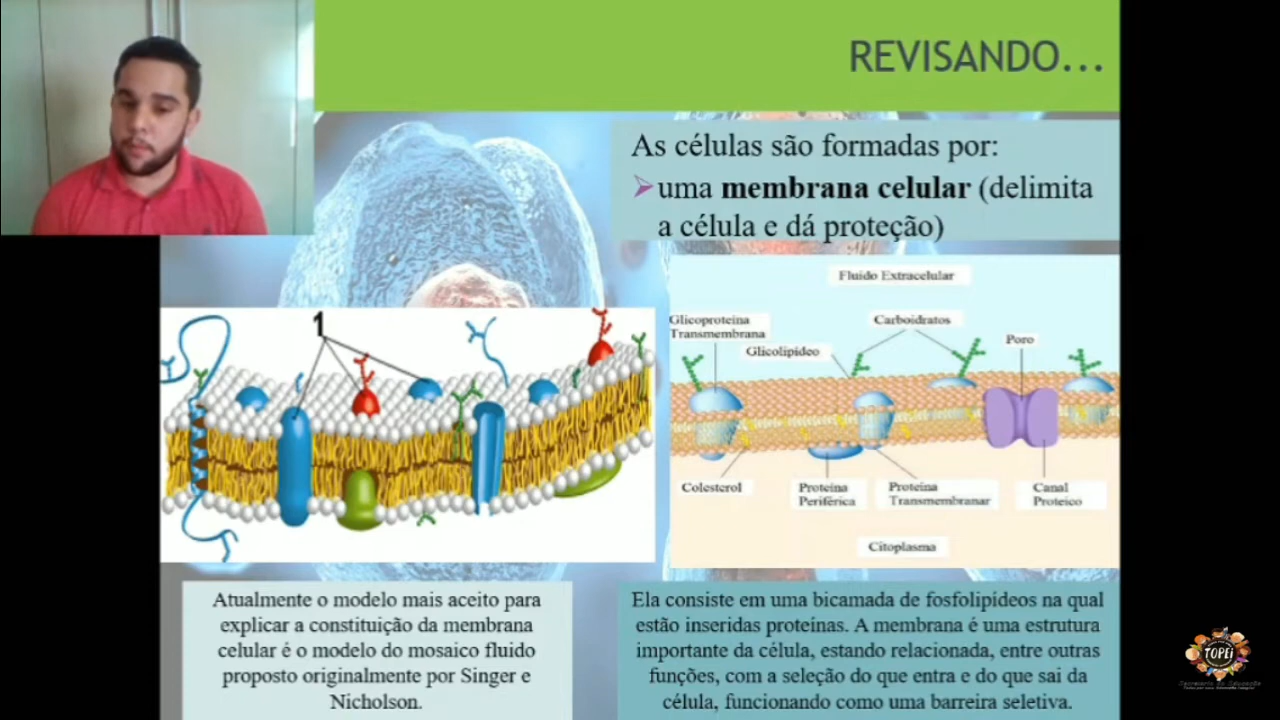 REVISANDO...
As células são formadas por:
uma membrana celular (delimita
a célula e dá proteção)
1
Fluido Extracelular
Glicoproteína
Transmembrana
Carboidratos
Glicolipídeo
Poro
Colesterol
Proteína
Periférica
Proteína
Transmembranar
Canal
Proteico
Citoplasma
Atualmente o modelo mais aceito para
explicar a constituição da membrana
celular é o modelo do mosaico fluido
proposto originalmente por Singer e
Nicholson.
Ela consiste em uma bicamada de fosfolipídeos na qual
estão inseridas proteínas. A membrana é uma estrutura
importante da célula, estando relacionada, entre outras
funções, com a seleção do que entra e do que sai da
célula, funcionando como uma barreira seletiva.
TOPEi
Secretaria de Educação